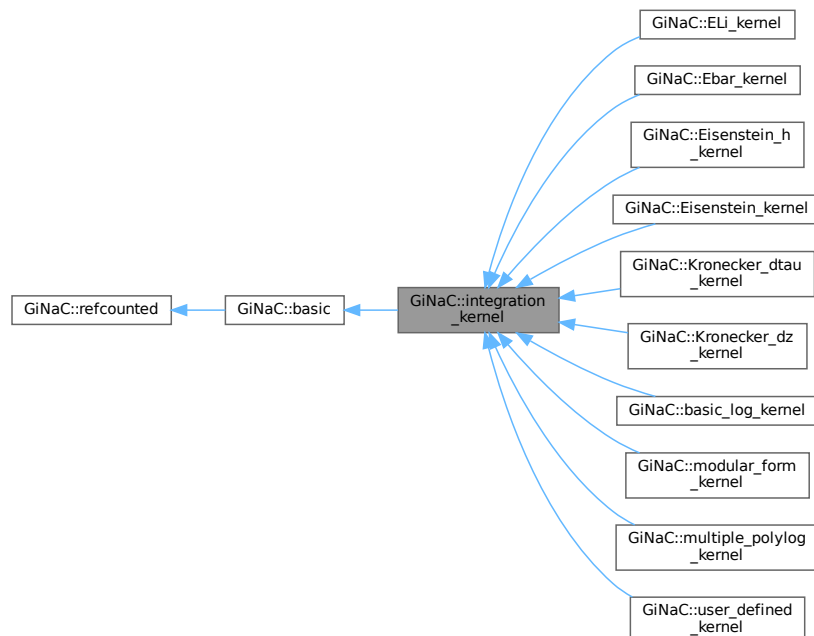 GiNaC::ELi_kernel
GiNaC::Ebar_kernel
GiNaC::Eisenstein_h
_kernel
GiNaC::Eisenstein_kernel
GiNaC::Kronecker_dtau
_kernel
GiNaC::refcounted
GiNaC::basic
GiNaC::integration
_kernel
GiNaC::Kronecker_dz
_kernel
GiNaC::basic_log_kernel
GiNaC::modular_form
_kernel
GiNaC::multiple_polylog
_kernel
GiNaC::user_defined
_kernel